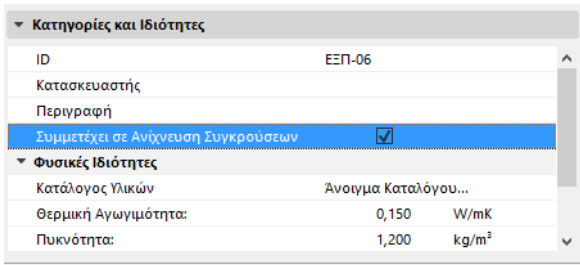 Κατηγορίες και Ιδιότητες
ID ΕΞΠ-06
Κατασκευαστής
Περιγραφή
Συμμετέχει σε Ανίχνευση Συγκρούσεων
Φυσικές Ιδιότητες
Κατάλογος Υλικών Άνοιγμα Καταλόγου...
Θερμική Αγωγιμότητα: 0,150 W/mK
Πυκνότητα: 1,200 kg/m³